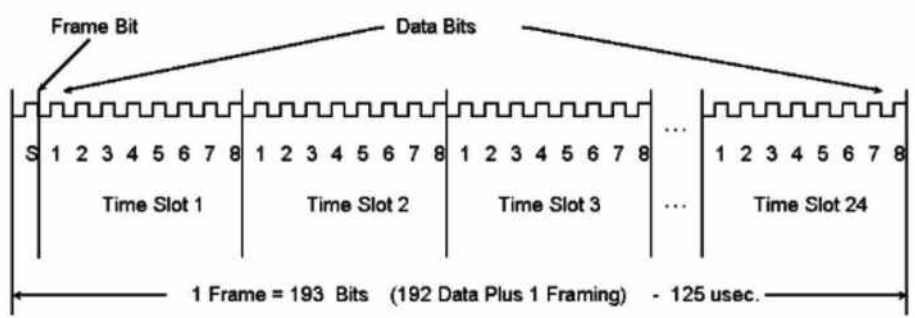 Frame Bit Data Bits
... 
S 1 2 3 4 5 6 7 8 1 2 3 4 5 6 7 8 1 2 3 4 5 6 7 8 1 2 3 4 5 6 7 8
Time Slot 1 Time Slot 2 Time Slot 3 ... Time Slot 24
1 Frame = 193 Bits (192 Data Plus 1 Framing) - 125 usec.